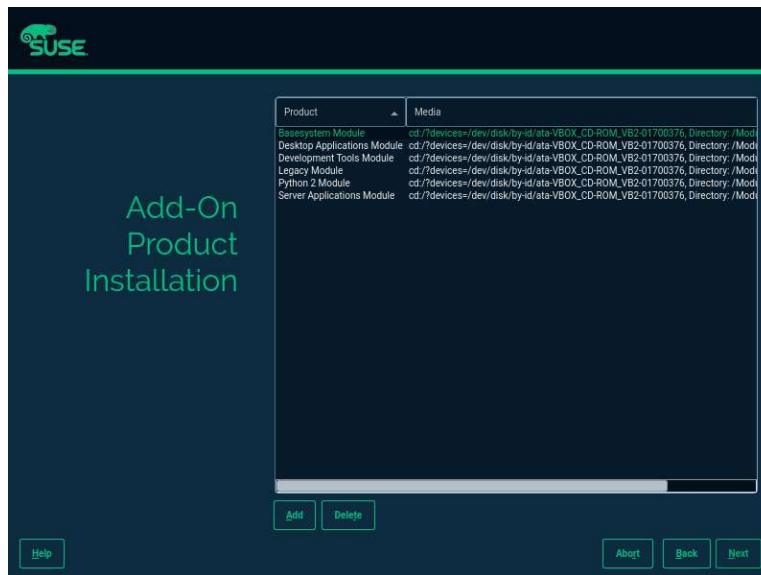 SUSE
Add-On
Product
Installation
Product Media
Basesystem Module cd:/?devices=/dev/disk/by-id/ata-VBOX_CD-ROM_VB2-01700376, Directory: /Modu
Desktop Applications Module cd:/?devices=/dev/disk/by-id/ata-VBOX_CD-ROM_VB2-01700376, Directory: /Modu
Development Tools Module cd:/?devices=/dev/disk/by-id/ata-VBOX_CD-ROM_VB2-01700376, Directory: /Modu
Legacy Module cd:/?devices=/dev/disk/by-id/ata-VBOX_CD-ROM_VB2-01700376, Directory: /Modu
Python 2 Module cd:/?devices=/dev/disk/by-id/ata-VBOX_CD-ROM_VB2-01700376, Directory: /Modu
Server Applications Module cd:/?devices=/dev/disk/by-id/ata-VBOX_CD-ROM_VB2-01700376, Directory: /Modu
Add Delete
Help Abort Back Next